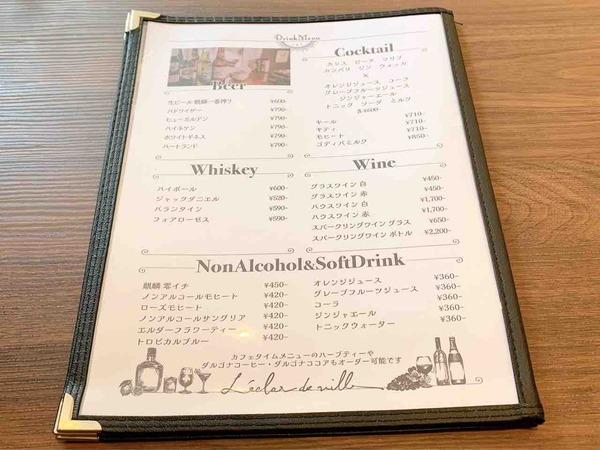 Drink Menu
Beer
生ビール 麒麟一番搾り ¥600-
バドワイザー ¥790-
ヒューガルデン ¥790-
ハイネケン ¥790-
ホワイトギネス ¥790-
ハートランド ¥790-
Cocktail
カシス ピーチ マリブ
カンパリ ジン ウォッカ
×
オレンジジュース コーラ
グレープフルーツジュース
ジンジャエール
トニック ソーダ ミルク
各¥600-
キール ¥710-
キティ ¥710-
モヒート ¥710-
ゴディバミルク ¥850-
Whiskey
ハイボール ¥600-
ジャックダニエル ¥520-
バランタイン ¥590-
フォアローゼス ¥590-
Wine
グラスワイン 白 ¥450-
グラスワイン 赤 ¥450-
ハウスワイン 白 ¥1,700-
ハウスワイン 赤 ¥1,700-
スパークリングワイン グラス ¥650-
スパークリングワイン ボトル ¥2,200-
NonAlcohol&SoftDrink
麒麟 零イチ ¥450-
ノンアルコールモヒート ¥420-
ローズモヒート ¥420-
ノンアルコールサングリア ¥420-
エルダーフラワーティー ¥420-
トロピカルブルー ¥420-
オレンジジュース ¥360-
グレープフルーツジュース ¥360-
コーラ ¥360-
ジンジャエール ¥360-
トニックウォーター ¥360-
カフェタイムメニューのハーブティーや
ダルゴナコーヒー・ダルゴナココアもオーダー可能です
L'éclat de ville